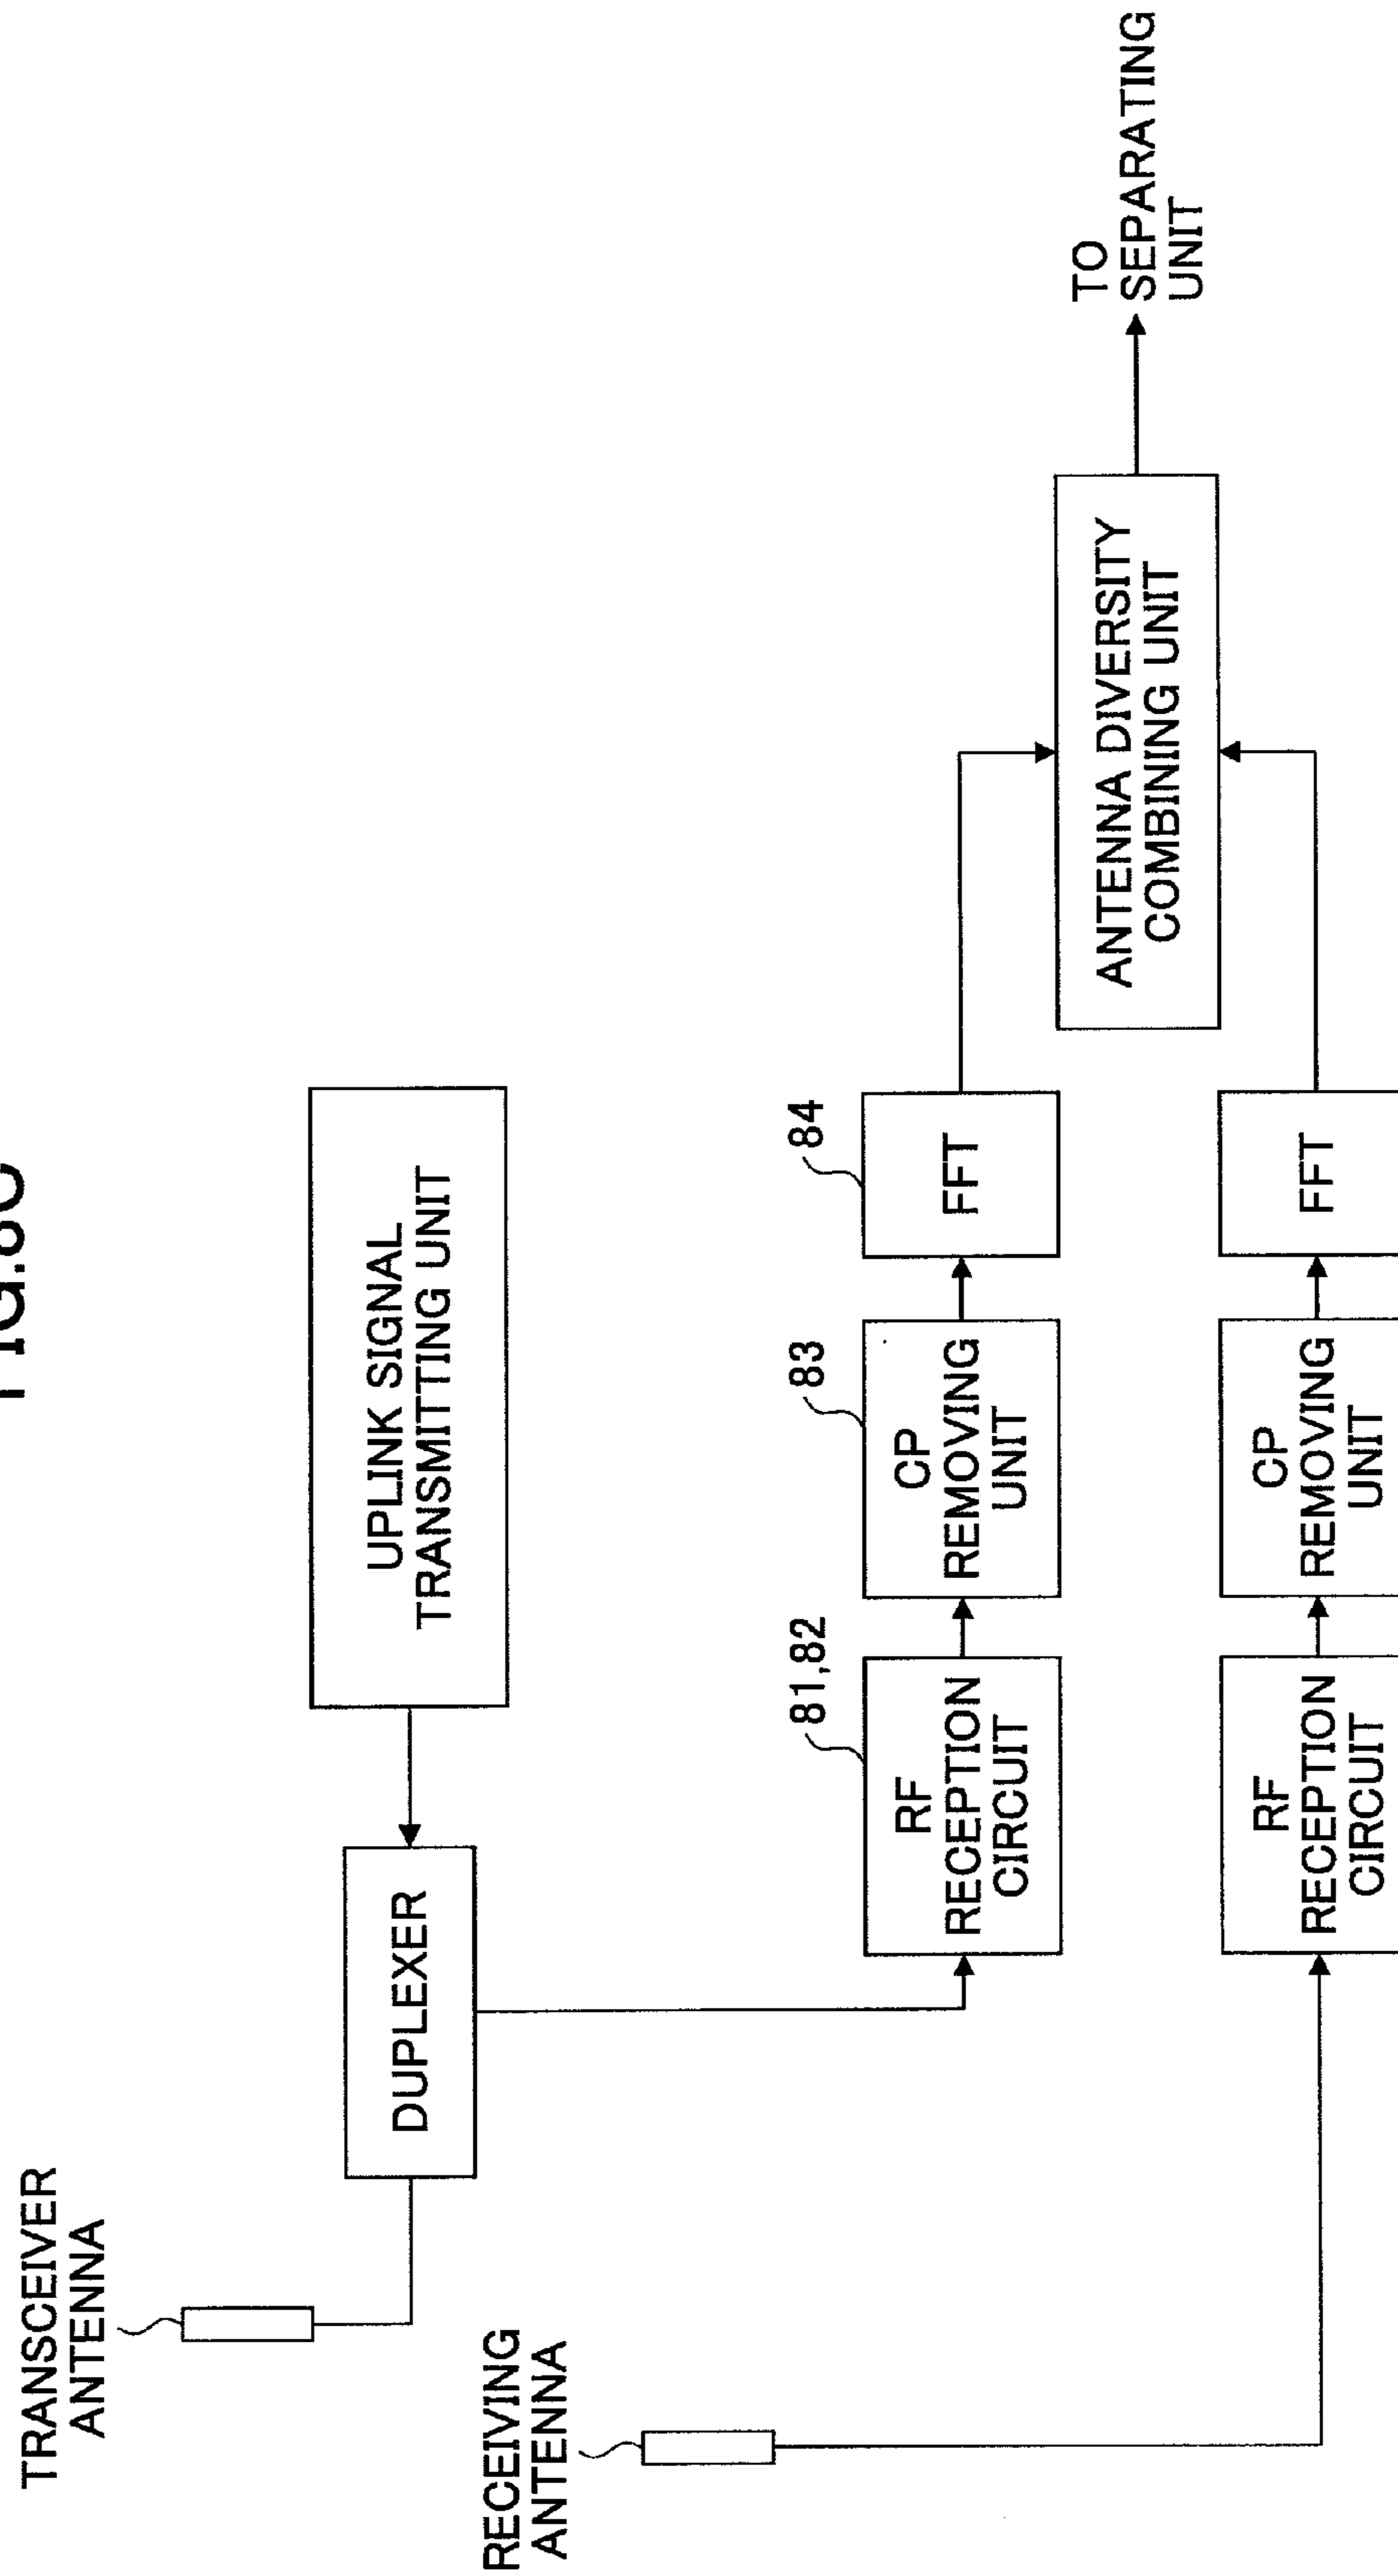 FIG.8C
TRANSCEIVER
ANTENNA
DUPLEXER
UPLINK SIGNAL
TRANSMITTING UNIT
RECEIVING
ANTENNA
81,82
RF
RECEPTION
CIRCUIT
83
CP
REMOVING
UNIT
84
FFT
RF
RECEPTION
CIRCUIT
CP
REMOVING
UNIT
FFT
ANTENNA DIVERSITY
COMBINING UNIT
TO
SEPARATING
UNIT